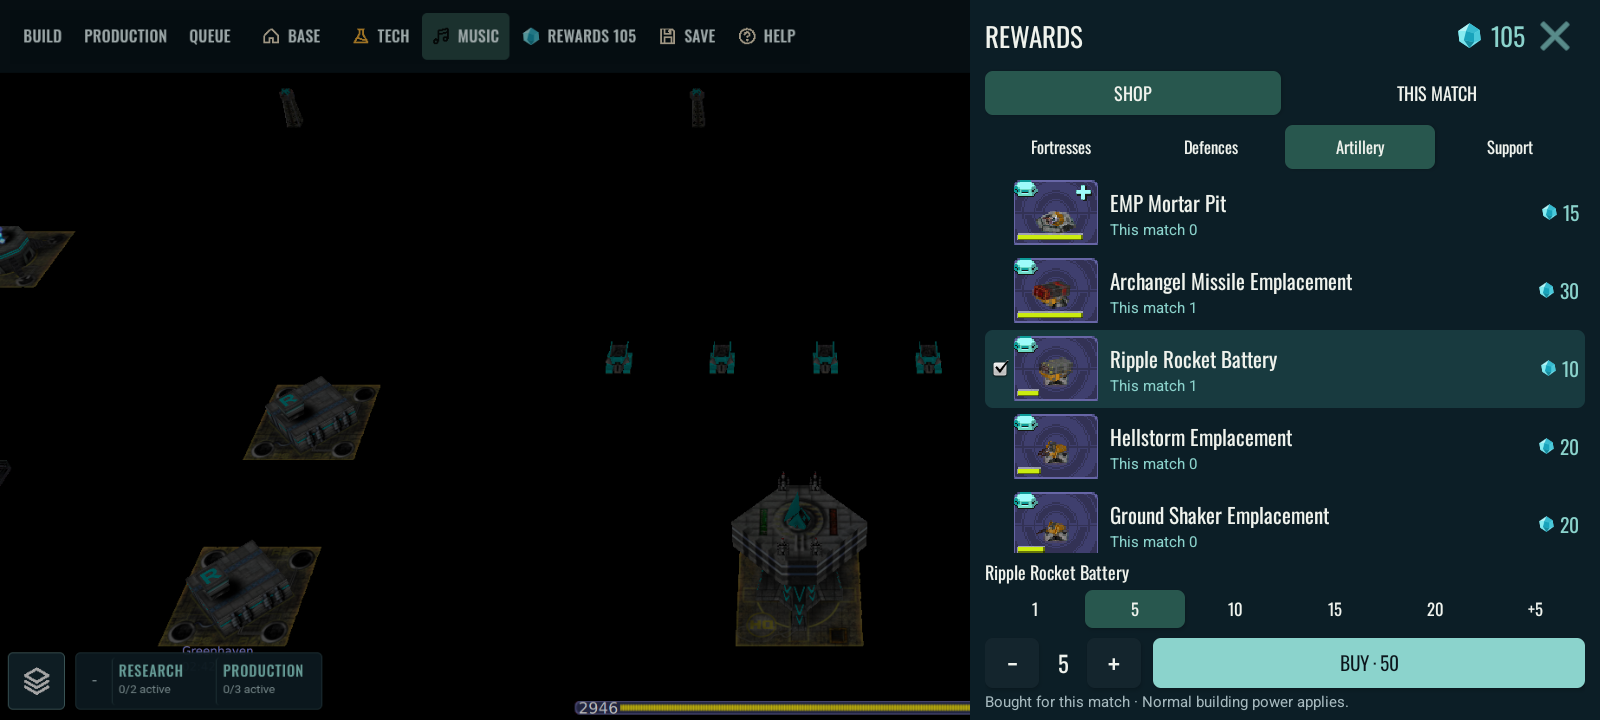 BUILD PRODUCTION QUEUE BASE TECH MUSIC REWARDS 105 SAVE HELP
REWARDS 105
SHOP THIS MATCH
Fortresses Defences Artillery Support
EMP Mortar Pit 15
This match 0
Archangel Missile Emplacement 30
This match 1
Ripple Rocket Battery 10
This match 1
Hellstorm Emplacement 20
This match 0
Ground Shaker Emplacement 20
This match 0
Ripple Rocket Battery
1 5 10 15 20 +5
- 5 + BUY · 50
Bought for this match · Normal building power applies.
Greenhaven
- RESEARCH PRODUCTION
0/2 active 0/3 active
2946